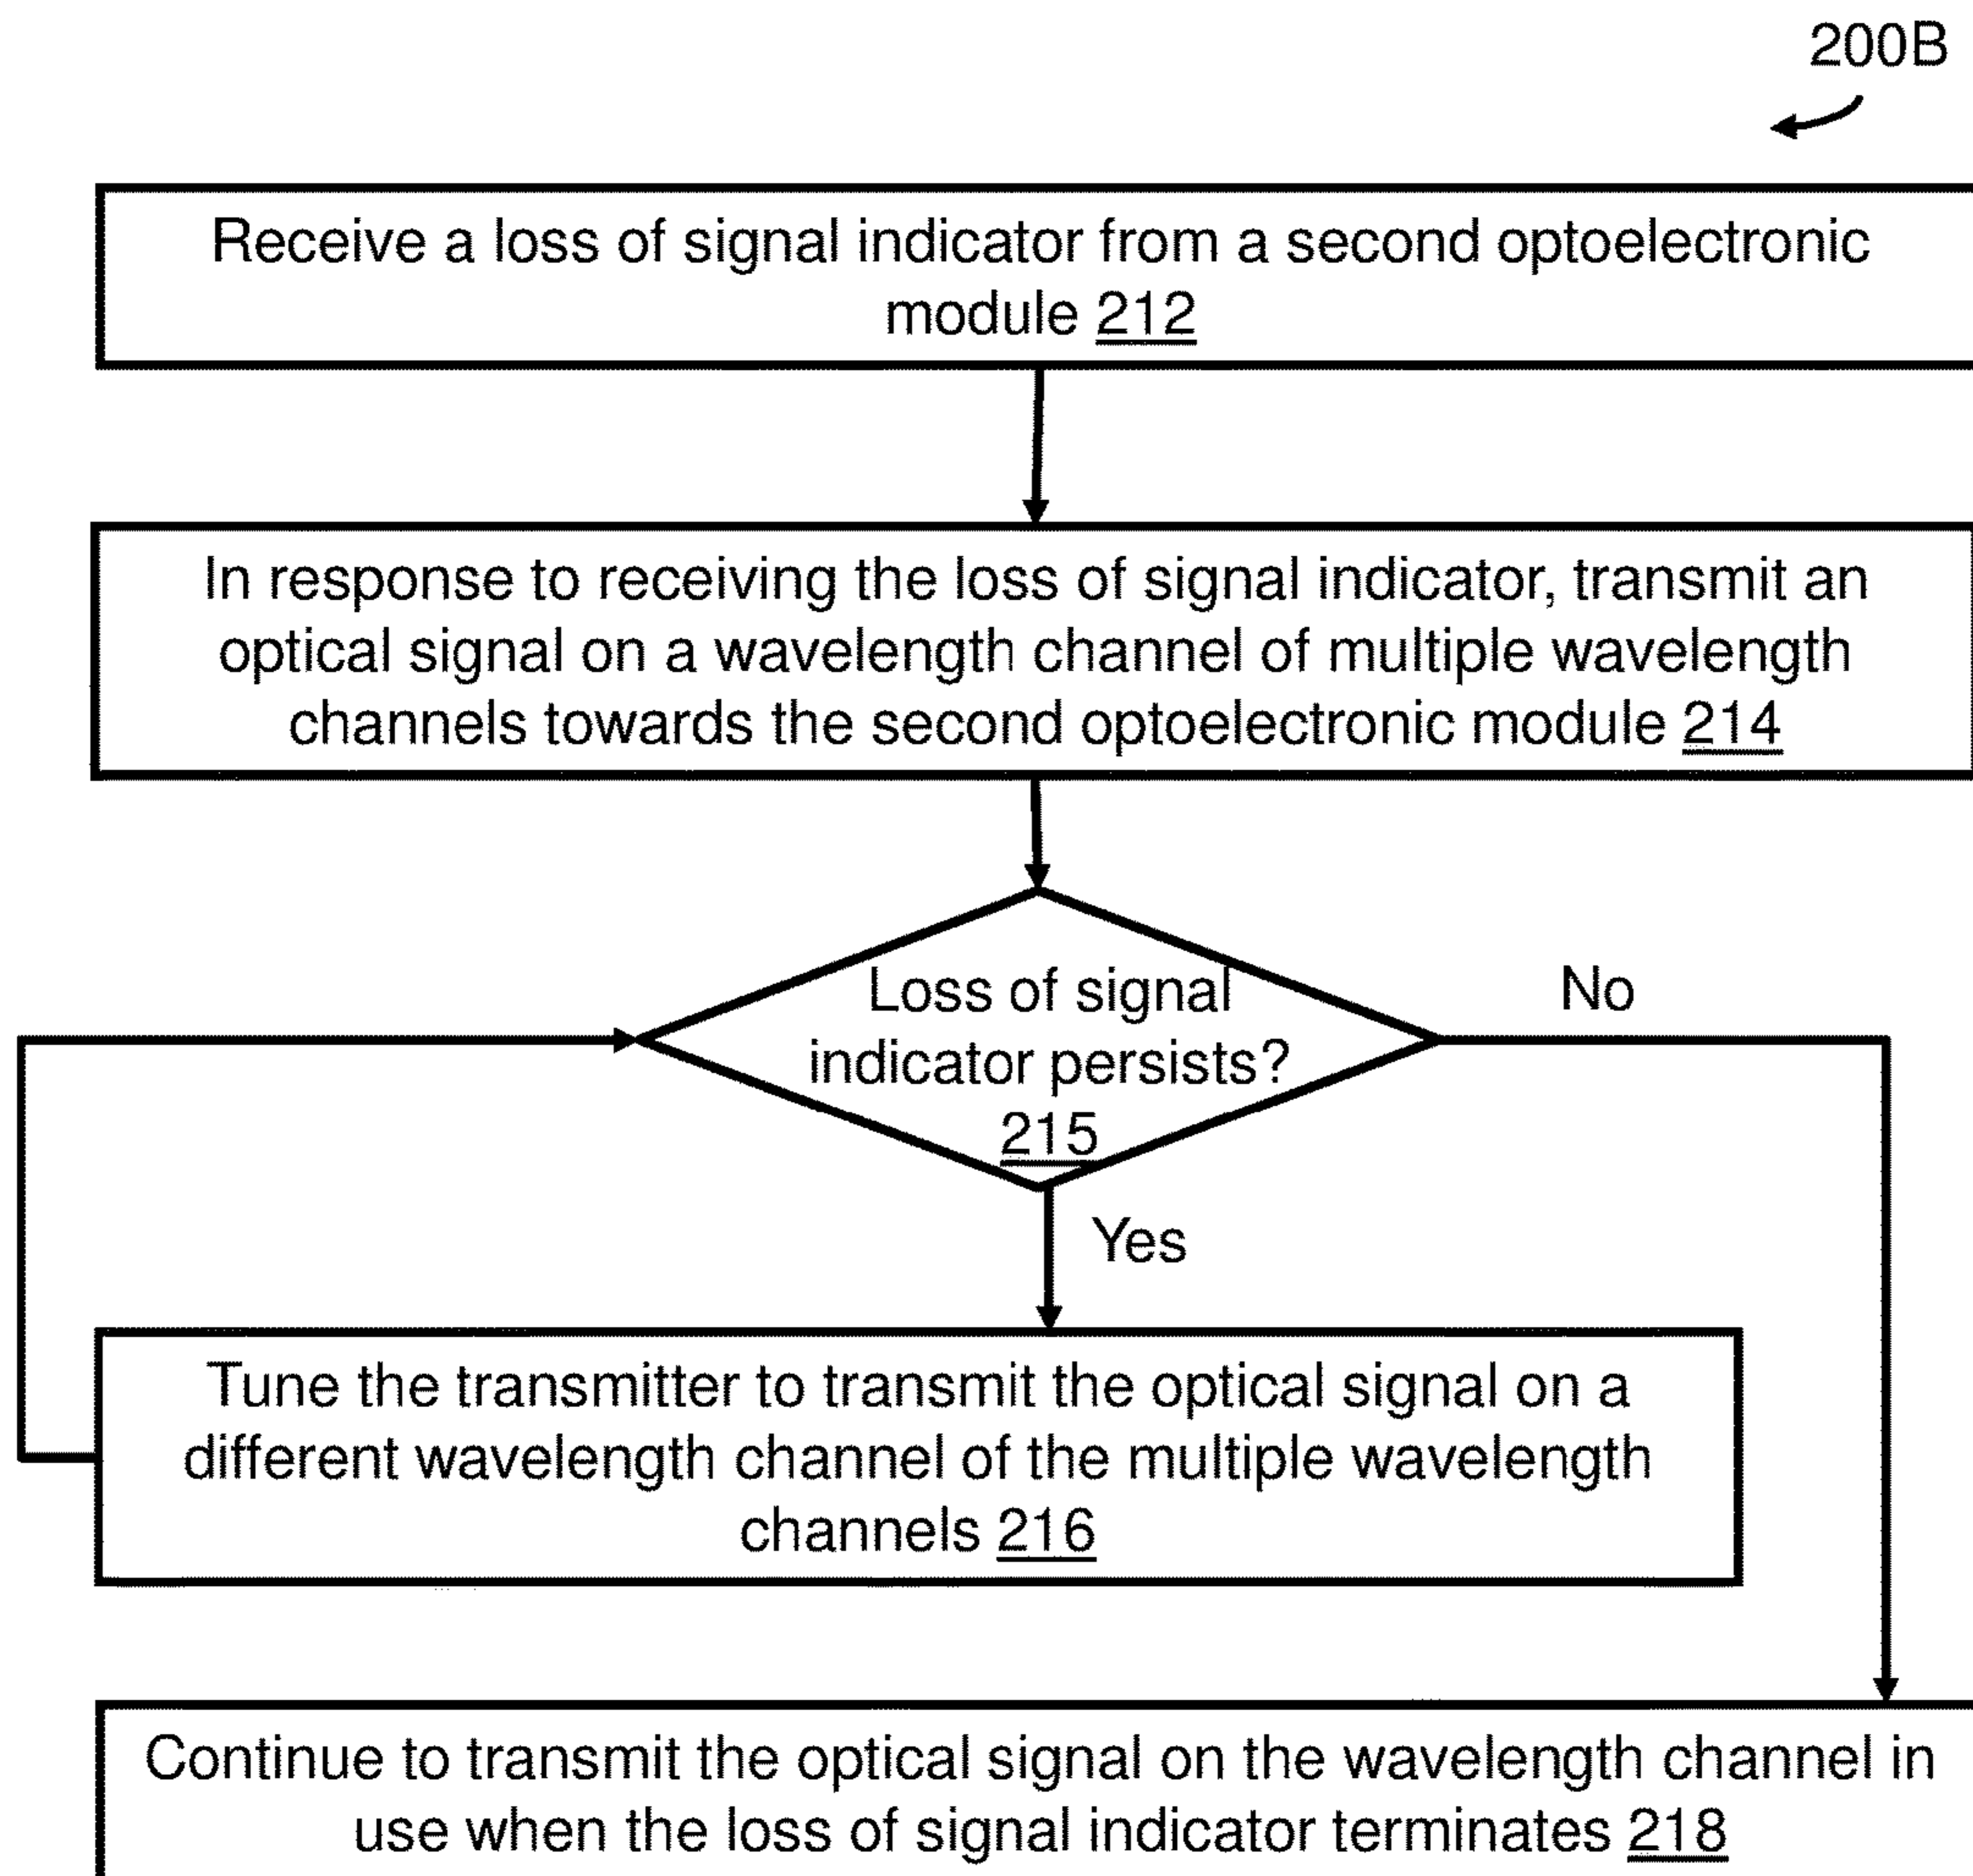 200B
Receive a loss of signal indicator from a second optoelectronic
module 212
In response to receiving the loss of signal indicator, transmit an
optical signal on a wavelength channel of multiple wavelength
channels towards the second optoelectronic module 214
Loss of signal
indicator persists?
215
No
Yes
Tune the transmitter to transmit the optical signal on a
different wavelength channel of the multiple wavelength
channels 216
Continue to transmit the optical signal on the wavelength channel in
use when the loss of signal indicator terminates 218